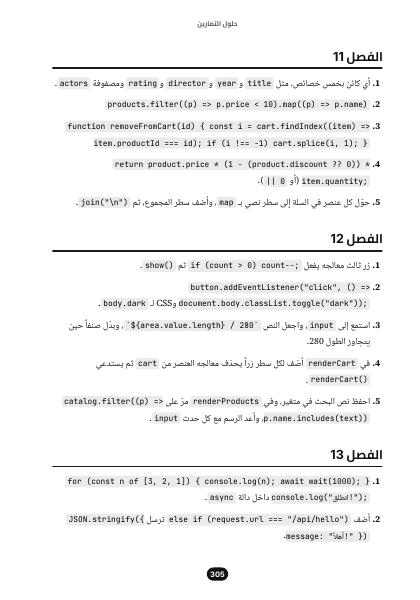 حلول التمارين
الفصل 11
1. أي كائن بخمس خصائص، مثل title و year و director و rating ومصفوفة actors .
2. products.filter((p) => p.price < 10).map((p) => p.name)
3. function removeFromCart(id) { const i = cart.findIndex((item) =>
item.productId === id); if (i !== -1) cart.splice(i, 1); }
4. return product.price * (1 - (product.discount ?? 0)) *
item.quantity; (أو || 0 ).
5. حوّل كل عنصر في السلة إلى سطر نصي بـ map ، وأضف سطر المجموع، ثم join("\n") .
الفصل 12
1. زر ثالث معالجه يفعل if (count > 0) count--; ثم show() .
2. button.addEventListener("click", () =>
document.body.classList.toggle("dark")); وCSS لـ body.dark .
3. استمع إلى input ، واجعل النص `${area.value.length} / 280` ، وبدّل صنفاً حين
يتجاوز الطول 280.
4. في renderCart أضف لكل سطر زراً يحذف معالجه العنصر من cart ثم يستدعي
renderCart() .
5. احفظ نص البحث في متغير، وفي renderProducts مرّ على catalog.filter((p) =>
p.name.includes(text)) ، وأعد الرسم مع كل حدث input .
الفصل 13
1. for (const n of [3, 2, 1]) { console.log(n); await wait(1000); }
console.log("انطلق!"); داخل دالة async .
2. أضف else if (request.url === "/api/hello") ترسل JSON.stringify({
message: "أهلاً!" }) .
305